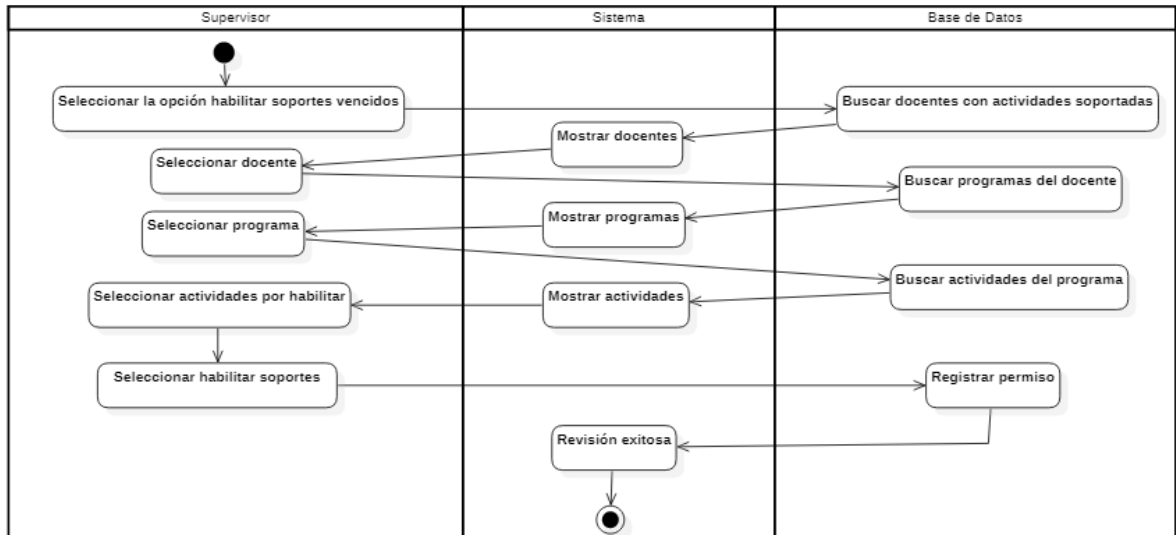 Supervisor
Sistema
Base de Datos
Seleccionar la opción habilitar soportes vencidos
Buscar docentes con actividades soportadas
Mostrar docentes
Seleccionar docente
Buscar programas del docente
Mostrar programas
Seleccionar programa
Buscar actividades del programa
Mostrar actividades
Seleccionar actividades por habilitar
Seleccionar habilitar soportes
Registrar permiso
Revisión exitosa